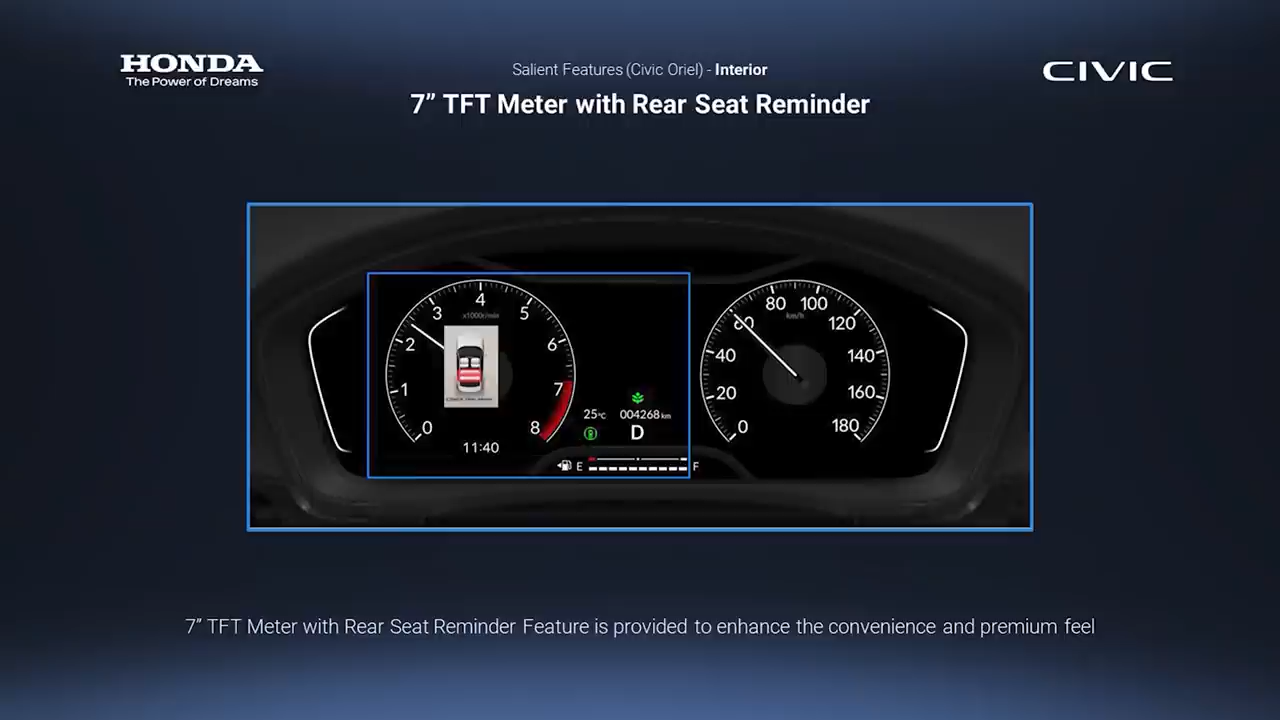 HONDA
The Power of Dreams
Salient Features (Civic Oriel) - Interior
CIVIC
7” TFT Meter with Rear Seat Reminder
4
3
5
x1000r/min
2
6
1
7
0
8
11:40
25°C
004268 km
D
E
F
80
100
60
km/h
120
40
140
20
160
0
180
7” TFT Meter with Rear Seat Reminder Feature is provided to enhance the convenience and premium feel